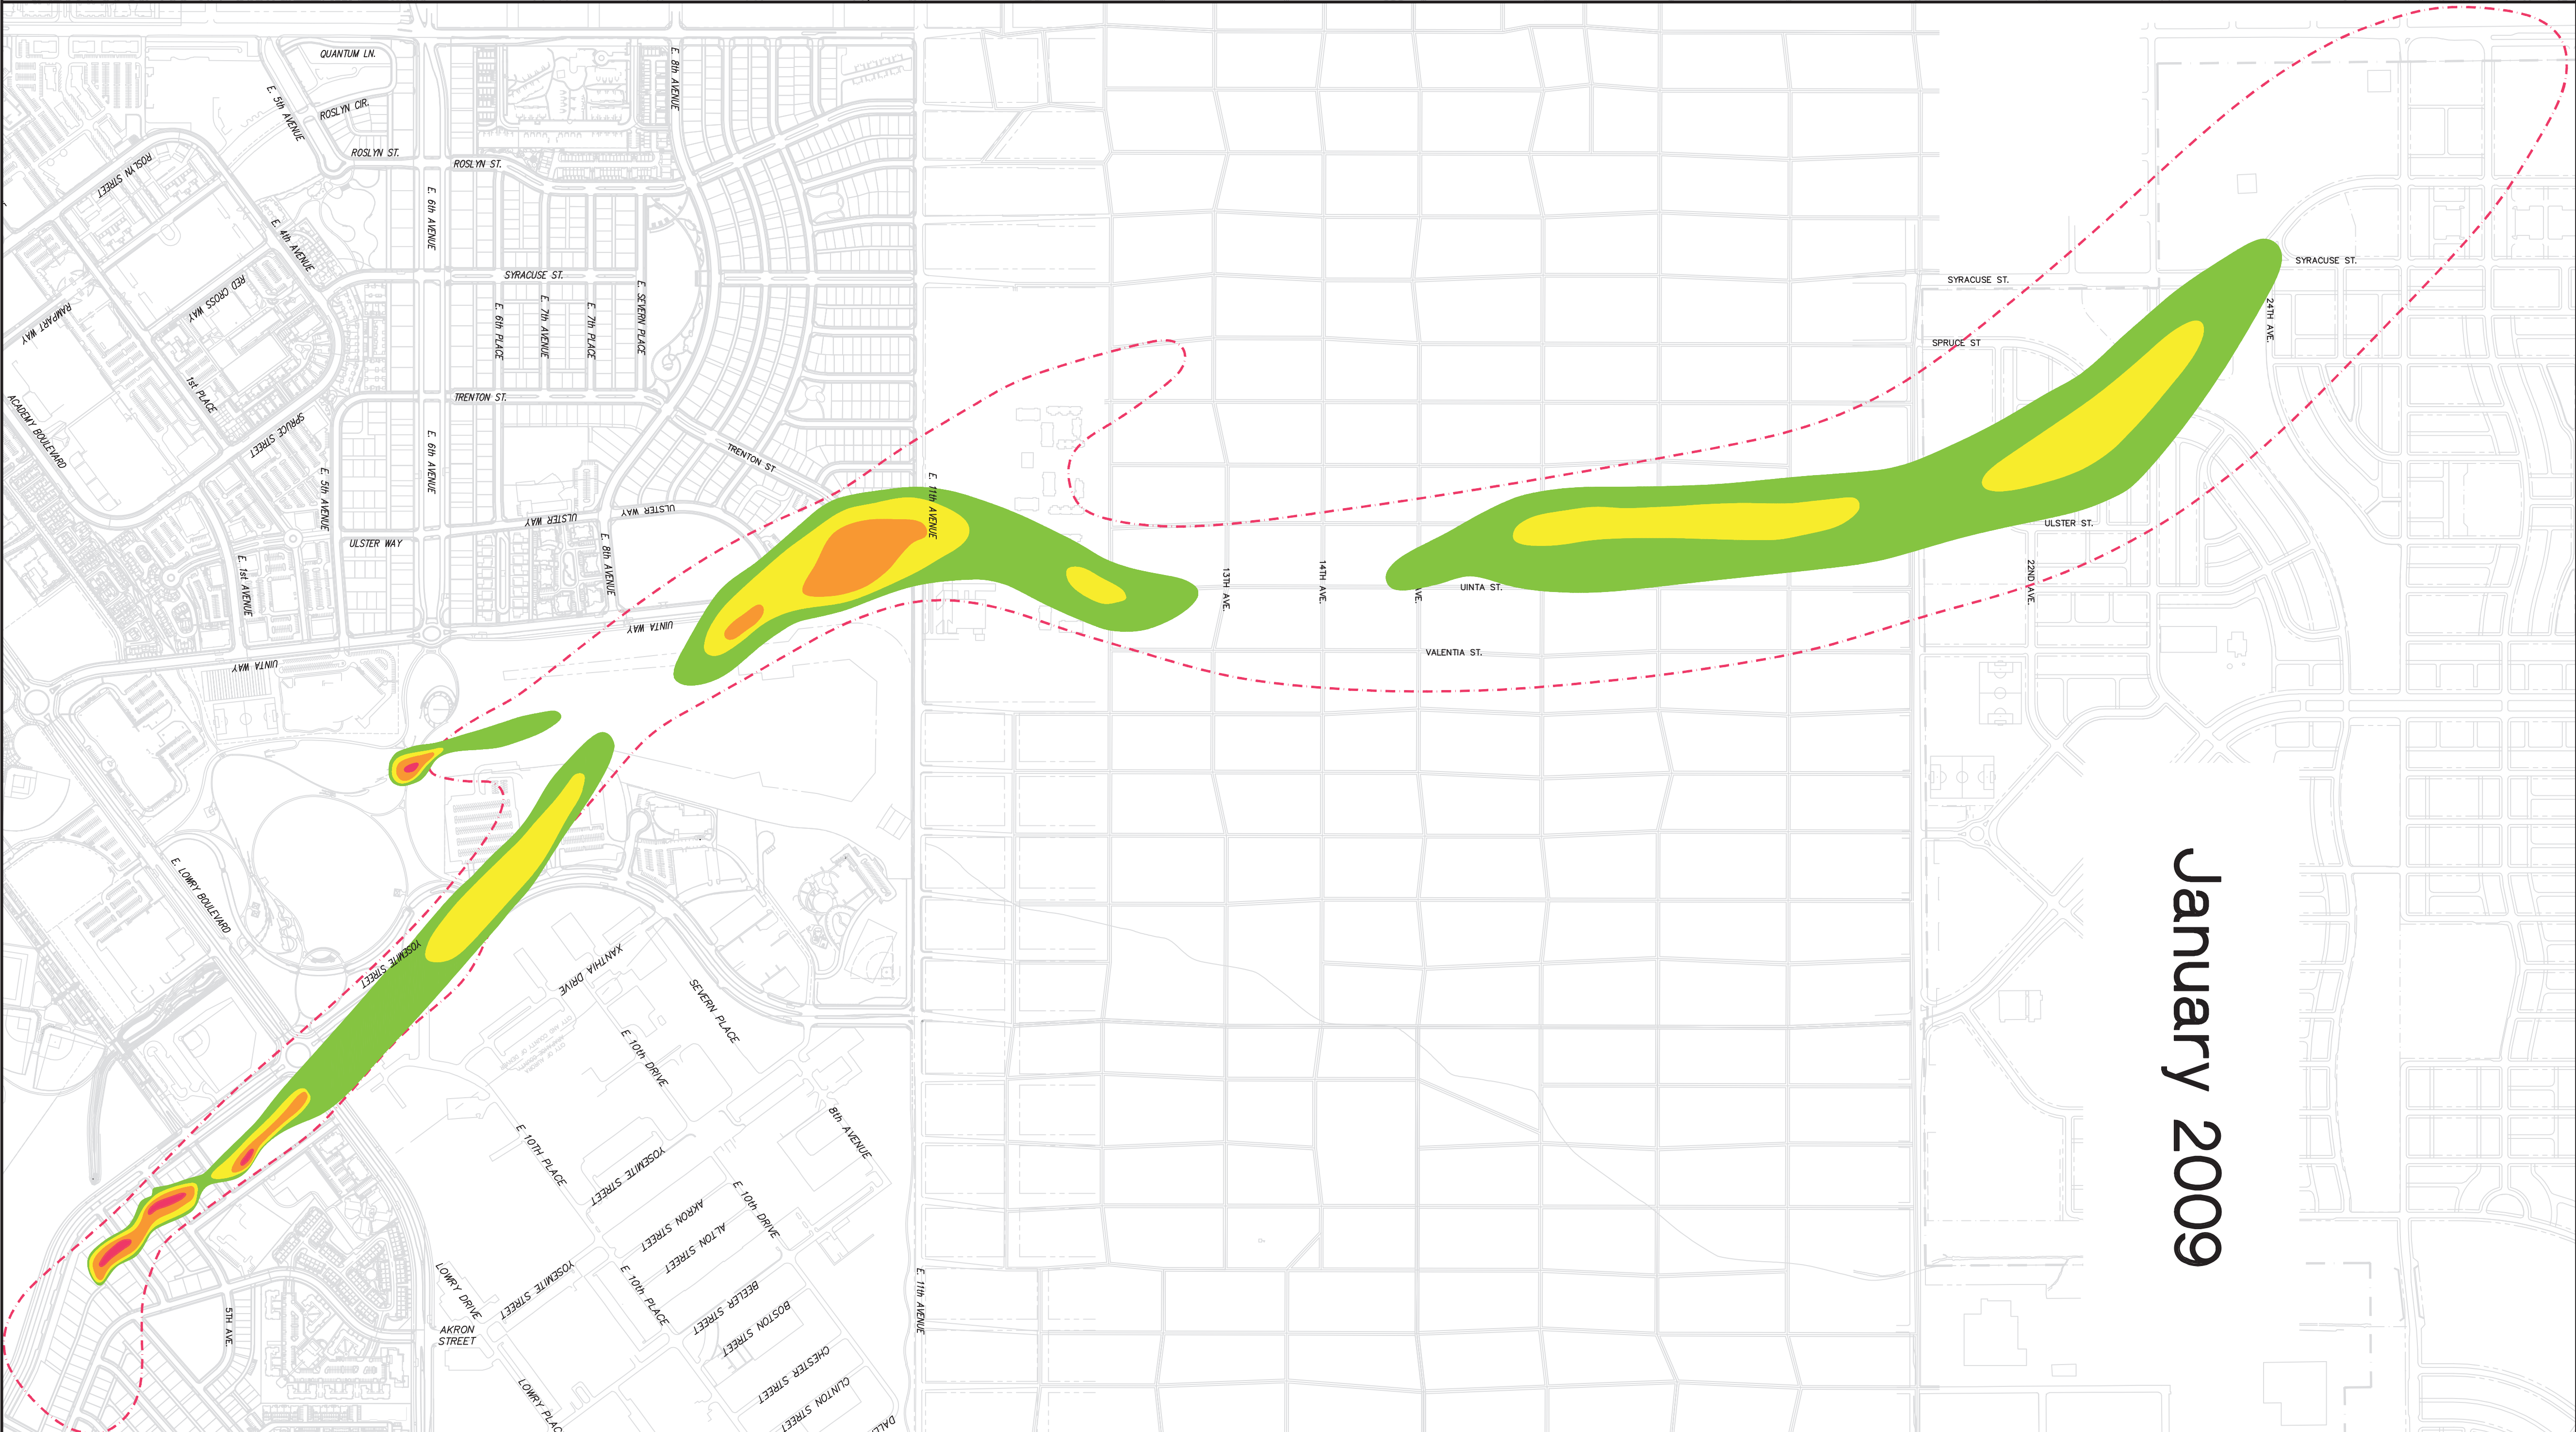 QUANTUM LN.
E. 5th AVENUE
ROSLYN CIR.
E. 8th AVENUE
ROSLYN ST.
ROSLYN ST.
ROSLYN STREET
E. 6th AVENUE
E. 4th AVENUE
SYRACUSE ST.
SYRACUSE ST.
SYRACUSE ST.
RED CROSS WAY
RAMPART WAY
E. 6th PLACE
E. 7th AVENUE
E. 7th PLACE
E. SEVERN PLACE
24TH AVE.
SPRUCE ST
1st PLACE
TRENTON ST.
ACADEMY BOULEVARD
SPRUCE STREET
E. 6th AVENUE
TRENTON ST
E. 5th AVENUE
E. 11th AVENUE
ULSTER WAY
ULSTER WAY
ULSTER WAY
ULSTER ST.
E. 8th AVENUE
E. 1st AVENUE
13TH AVE.
14TH AVE.
AVE.
UINTA ST.
22ND AVE.
UINTA WAY
UINTA WAY
VALENTIA ST.
E. LOWRY BOULEVARD
YOSEMITE STREET
XANTHIA DRIVE
SEVERN PLACE
E 10th DRIVE
January 2009
E 10TH PLACE
YOSEMITE STREET
8th AVENUE
E 10th DRIVE
AKRON STREET
ALTON STREET
YOSEMITE STREET
E 10th PLACE
LOWRY DRIVE
BEELER STREET
BOSTON STREET
E. 11th AVENUE
5TH AVE.
AKRON
STREET
CHESTER STREET
CLINTON STREET
LOWRY PLAC
DALL